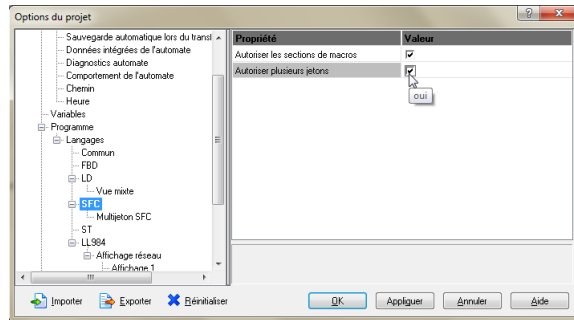 Options du projet
Sauvegarde automatique lors du transf
Données intégrées de l'automate
Diagnostics automate
Comportement de l'automate
Chemin
Heure
Variables
Programme
Langages
Commun
FBD
LD
Vue mixte
SFC
Multijeton SFC
ST
LL984
Affichage réseau
Affichage 1
Propriété Valeur
Autoriser les sections de macros
Autoriser plusieurs jetons
oui
Importer Exporter Réinitialiser OK Appliquer Annuler Aide